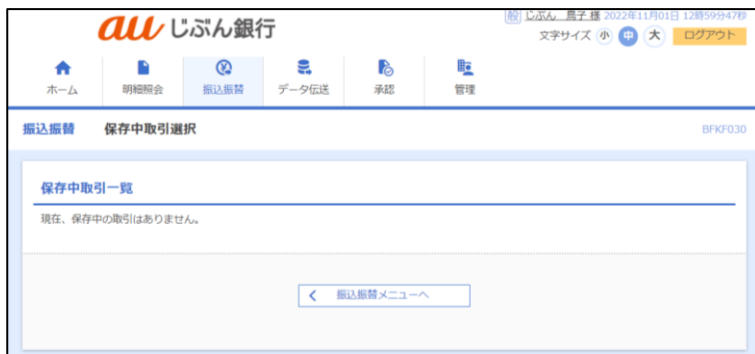 般 じぶん 鳥子 様 2022年11月01日 12時59分47秒
au じぶん銀行
文字サイズ 小 中 大 ログアウト
ホーム 明細照会 振込振替 データ伝送 承認 管理
振込振替 保存中取引選択 BFKF030
保存中取引一覧
現在、保存中の取引はありません。
振込振替メニューへ